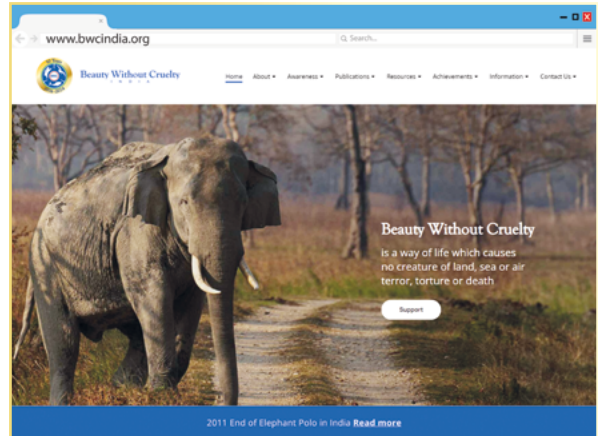 www.bwcindia.org
Search...
Beauty Without Cruelty
INDIA
Home About Awareness Publications Resources Achievements Information Contact Us
Beauty Without Cruelty
is a way of life which causes
no creature of land, sea or air
terror, torture or death
Support
2011 End of Elephant Polo in India Read more